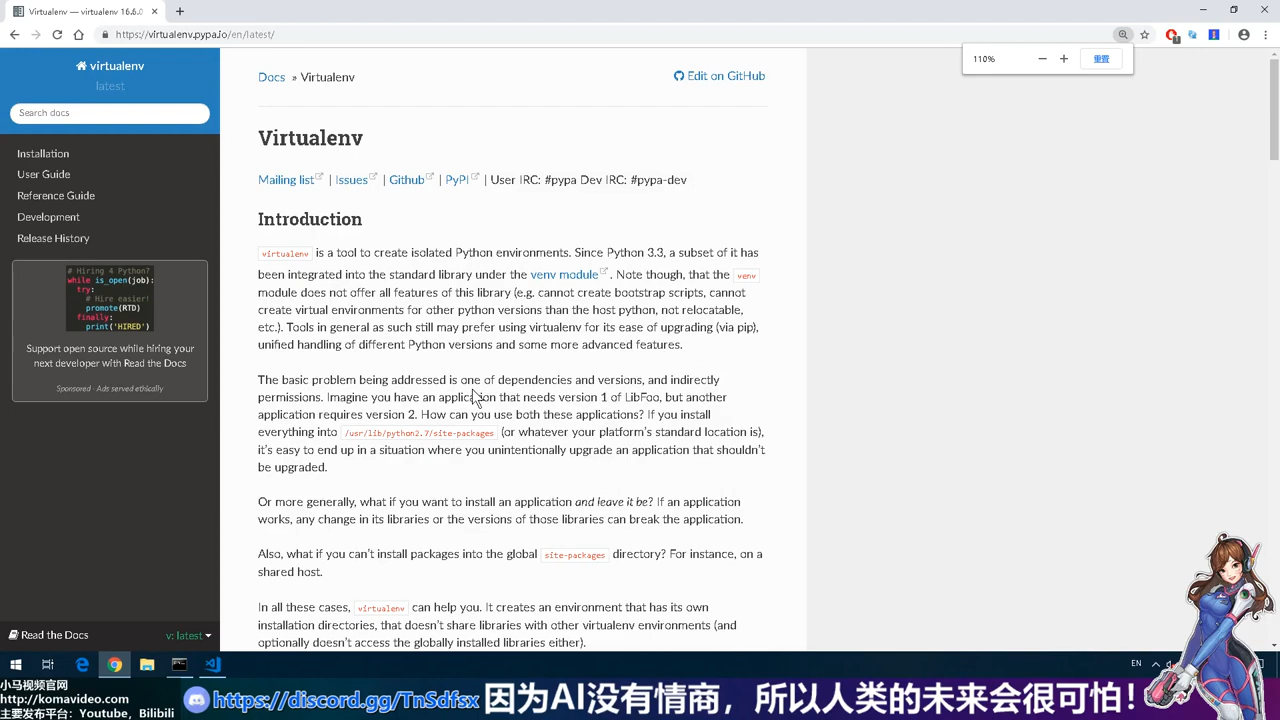 Virtualenv — virtualenv 16.6.0
https://virtualenv.pypa.io/en/latest/
110%
重置
virtualenv
latest
Search docs
Installation
User Guide
Reference Guide
Development
Release History
# Hiring 4 Python?
while is_open(job):
try:
# Hire easier!
promote(RTD)
finally:
print('HIRED')
Support open source while hiring your
next developer with Read the Docs
Sponsored · Ads served ethically
Read the Docs
v: latest
Docs » Virtualenv
Edit on GitHub
Virtualenv
Mailing list | Issues | Github | PyPI | User IRC: #pypa Dev IRC: #pypa-dev
Introduction
virtualenv is a tool to create isolated Python environments. Since Python 3.3, a subset of it has
been integrated into the standard library under the venv module. Note though, that the venv
module does not offer all features of this library (e.g. cannot create bootstrap scripts, cannot
create virtual environments for other python versions than the host python, not relocatable,
etc.). Tools in general as such still may prefer using virtualenv for its ease of upgrading (via pip),
unified handling of different Python versions and some more advanced features.
The basic problem being addressed is one of dependencies and versions, and indirectly
permissions. Imagine you have an application that needs version 1 of LibFoo, but another
application requires version 2. How can you use both these applications? If you install
everything into /usr/lib/python2.7/site-packages (or whatever your platform's standard location is),
it's easy to end up in a situation where you unintentionally upgrade an application that shouldn't
be upgraded.
Or more generally, what if you want to install an application and leave it be? If an application
works, any change in its libraries or the versions of those libraries can break the application.
Also, what if you can't install packages into the global site-packages directory? For instance, on a
shared host.
In all these cases, virtualenv can help you. It creates an environment that has its own
installation directories, that doesn't share libraries with other virtualenv environments (and
optionally doesn't access the globally installed libraries either).
EN
小马视频官网
http://komavideo.com
主要发布平台：Youtube，Bilibili
https://discord.gg/TnSdfsx 因为AI没有情商，所以人类的未来会很可怕！